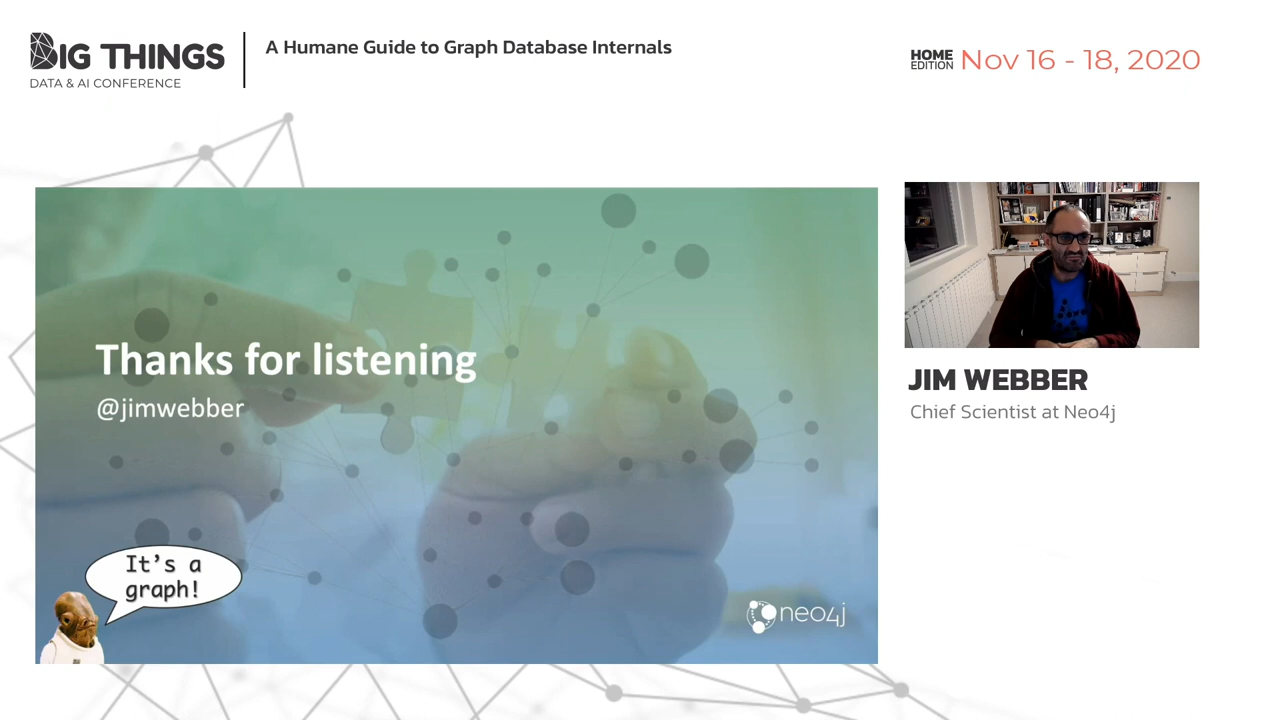 BIG THINGS
DATA & AI CONFERENCE
A Humane Guide to Graph Database Internals
HOME
EDITION
Nov 16 - 18, 2020
Thanks for listening
@jimwebber
It's a
graph!
neo4j
JIM WEBBER
Chief Scientist at Neo4j